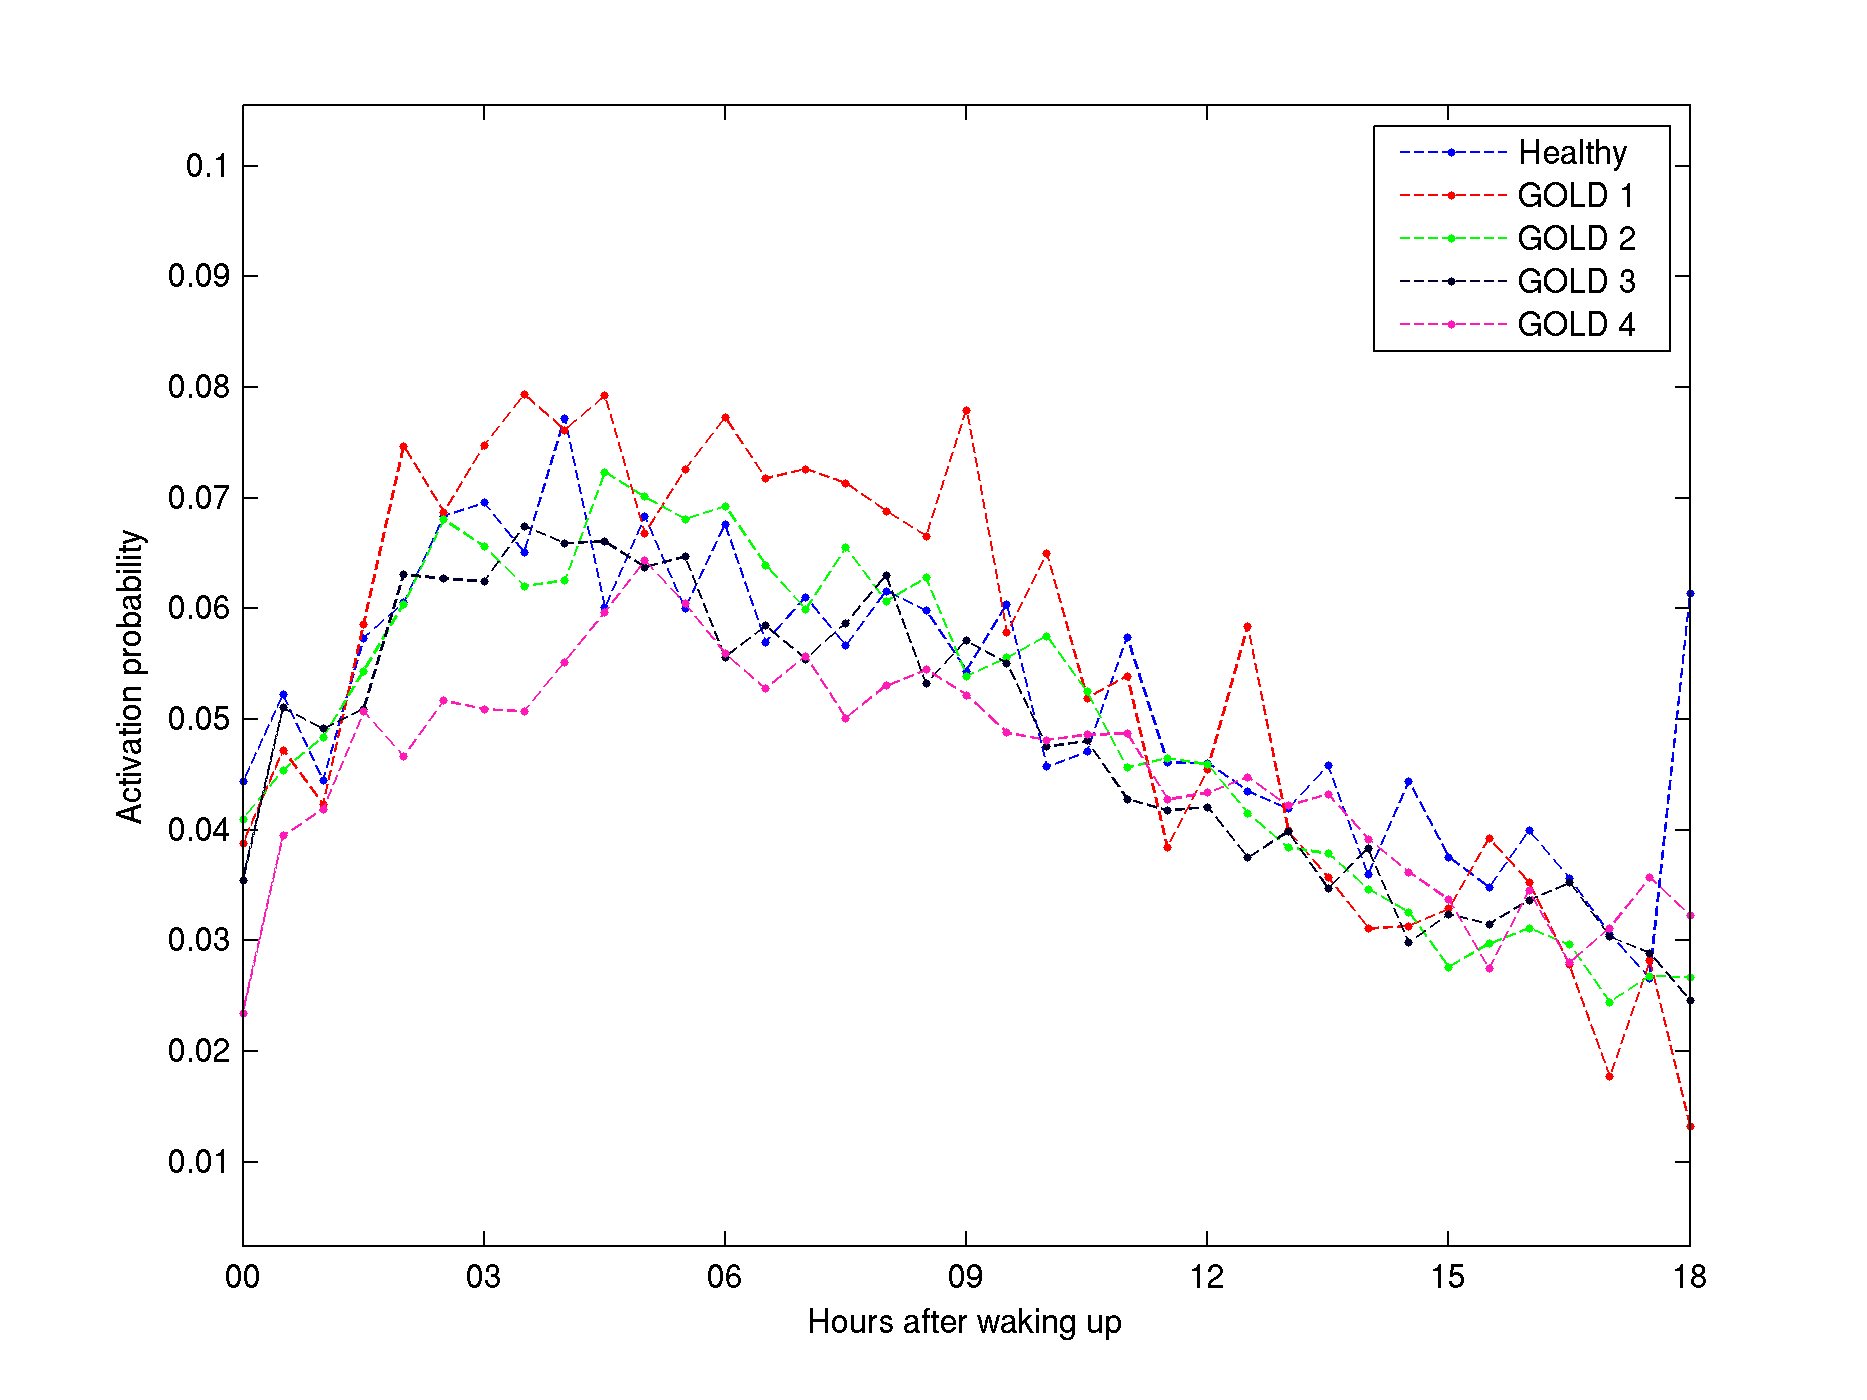 Healthy
GOLD 1
GOLD 2
GOLD 3
GOLD 4
0.1
0.09
0.08
0.07
0.06
0.05
0.04
0.03
0.02
0.01
Activation probability
00 03 06 09 12 15 18
Hours after waking up